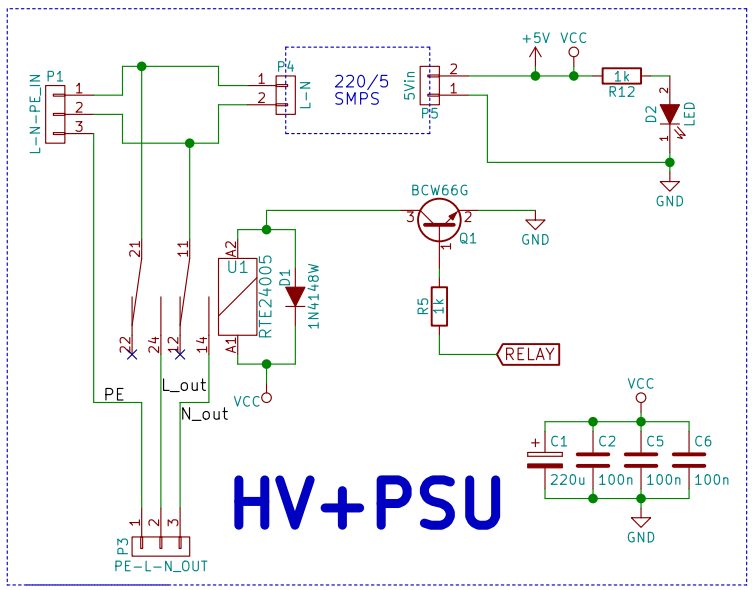 +5V VCC
P1
P4
1
2
L-N
220/5
SMPS
5Vin
2
1
P5
1k
R12
2
D2
LED
1
GND
L-N-PE_IN
1
2
3
BCW66G
3
2
Q1
1
GND
21
11
A2
U1
RTE24005
D1
1N4148W
R5
1k
22
24
12
14
A1
RELAY
PE
L_out
VCC
N_out
VCC
+
C1
C2
C5
C6
220u
100n
100n
100n
GND
HV+PSU
1
2
3
P3
PE-L-N_OUT